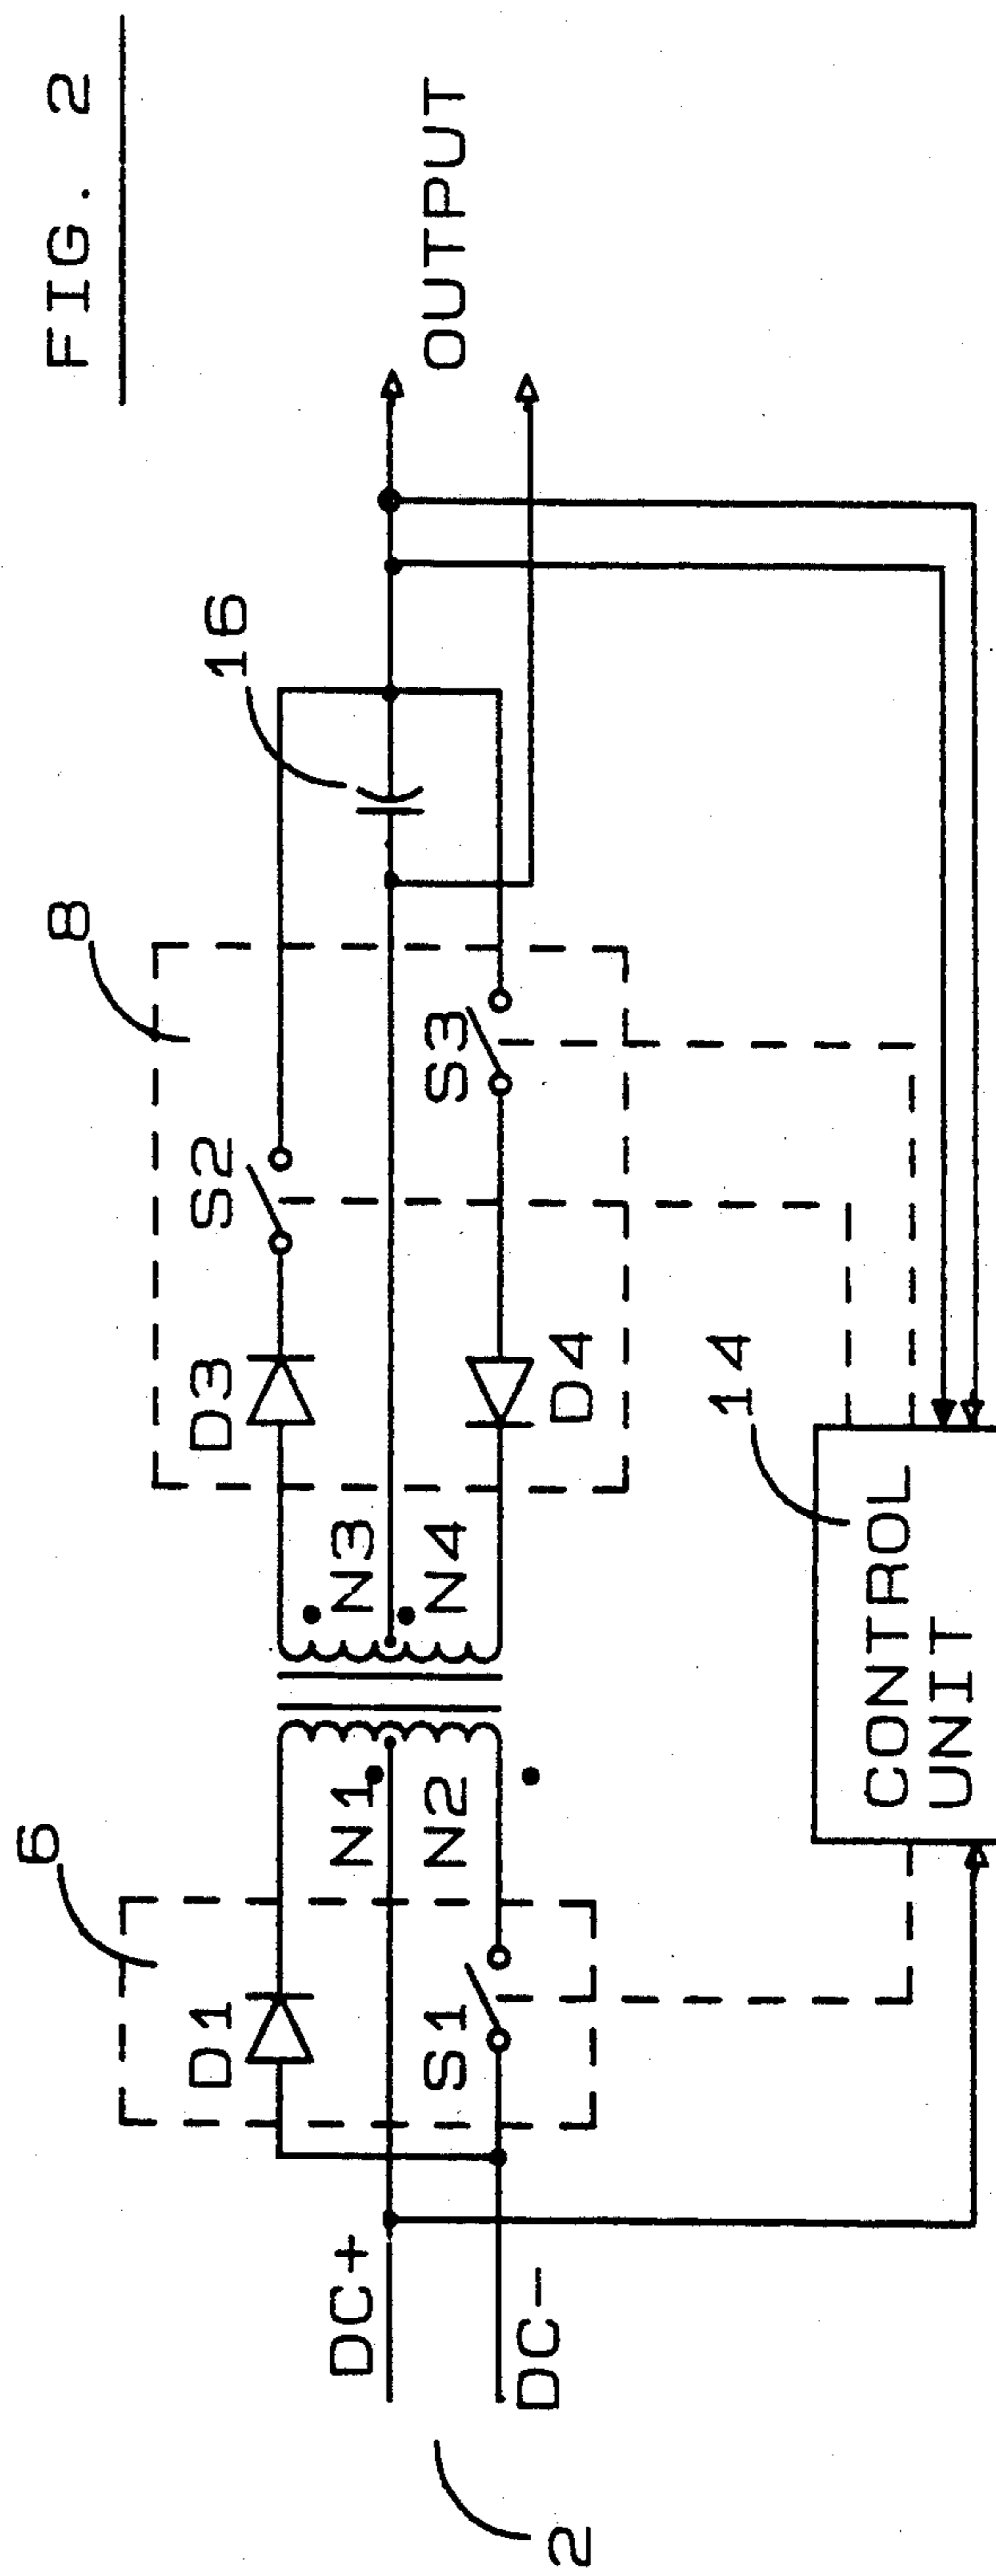 FIG. 2
OUTPUT
16
8
S2
S3
D3
D4
N3
N4
14
CONTROL
UNIT
N1
N2
6
D1
S1
DC+
DC-
2